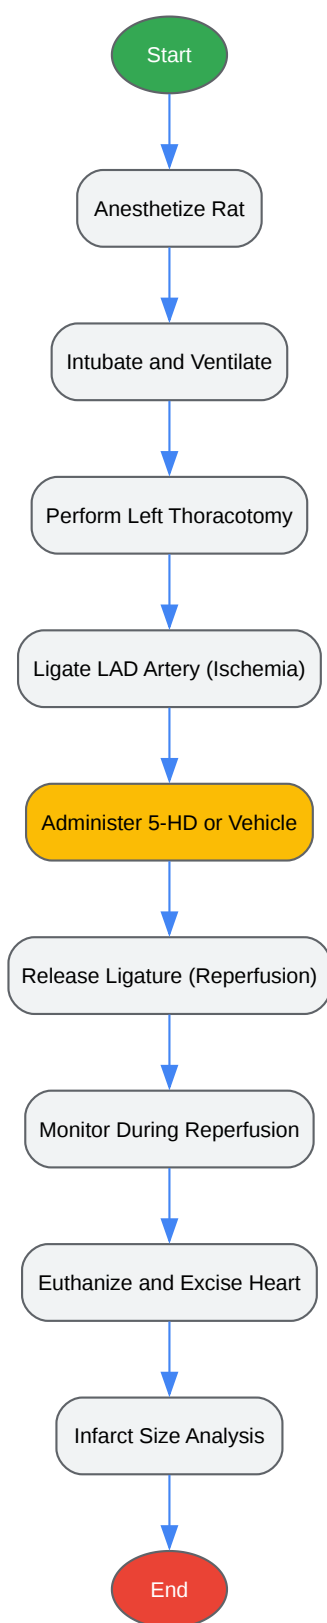 Start
Anesthetize Rat
Intubate and Ventilate
Perform Left Thoracotomy
Ligate LAD Artery (Ischemia)
Administer 5-HD or Vehicle
Release Ligature (Reperfusion)
Monitor During Reperfusion
Euthanize and Excise Heart
Infarct Size Analysis
End